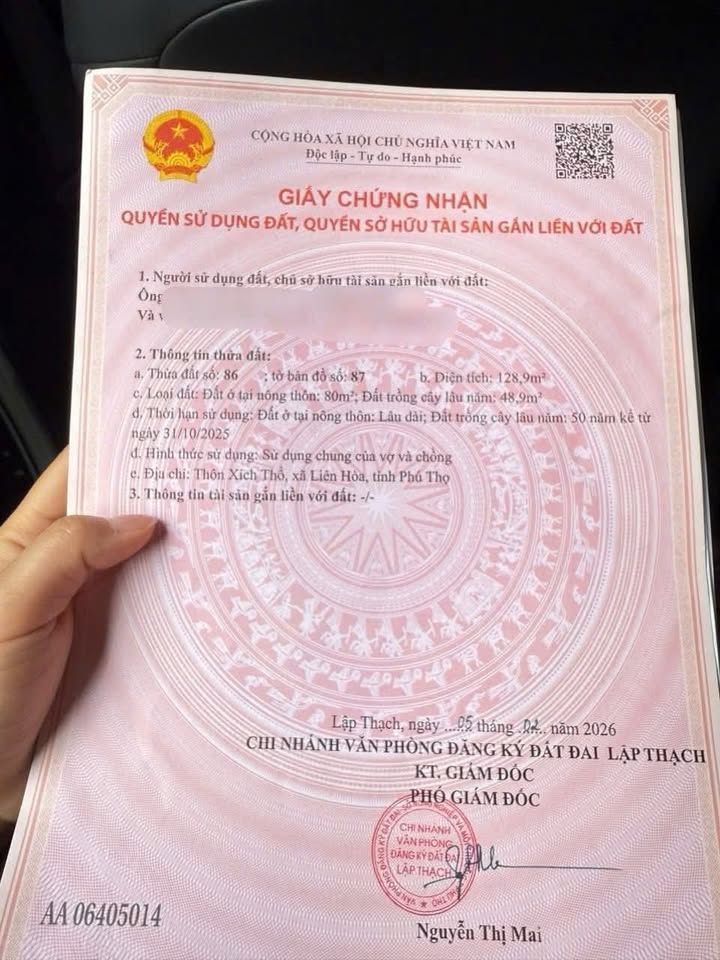 CỘNG HÒA XÃ HỘI CHỦ NGHĨA VIỆT NAM
Độc lập - Tự do - Hạnh phúc
GIẤY CHỨNG NHẬN
QUYỀN SỬ DỤNG ĐẤT, QUYỀN SỞ HỮU TÀI SẢN GẮN LIỀN VỚI ĐẤT
1. Người sử dụng đất, chủ sở hữu tài sản gắn liền với đất:
Ông
Và
2. Thông tin thửa đất:
a. Thửa đất số: 86 ; tờ bản đồ số: 87 b. Diện tích: 128,9m²
c. Loại đất: Đất ở tại nông thôn: 80m²; Đất trồng cây lâu năm: 48,9m²
d. Thời hạn sử dụng: Đất ở tại nông thôn: Lâu dài; Đất trồng cây lâu năm: 50 năm kể từ
ngày 31/10/2025
đ. Hình thức sử dụng: Sử dụng chung của vợ và chồng
e. Địa chỉ: Thôn Xích Thổ, xã Liên Hòa, tỉnh Phú Thọ
3. Thông tin tài sản gắn liền với đất: -/-
Lập Thạch, ngày ...05 tháng .02.. năm 2026
CHI NHÁNH VĂN PHÒNG ĐĂNG KÝ ĐẤT ĐAI LẬP THẠCH
KT. GIÁM ĐỐC
PHÓ GIÁM ĐỐC
CHI NHÁNH
VĂN PHÒNG
ĐĂNG KÝ ĐẤT ĐAI
LẬP THẠCH
Nguyễn Thị Mai
AA 06405014